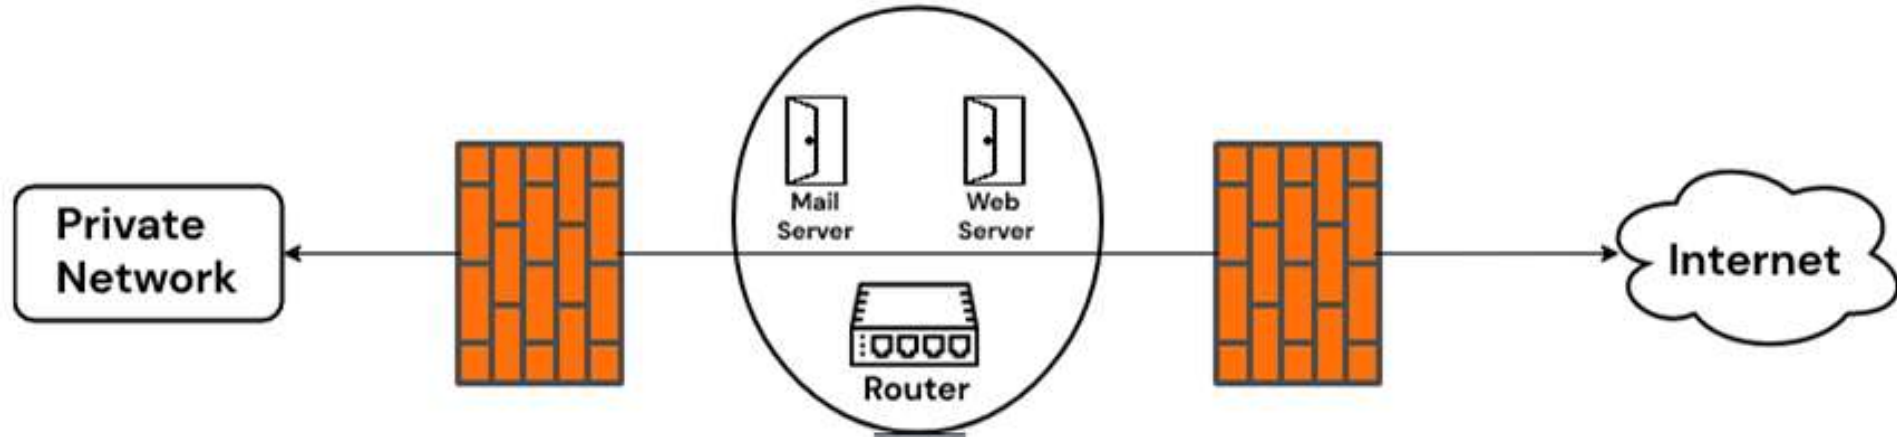 Private
Network
Mail
Server
Web
Server
Router
Internet